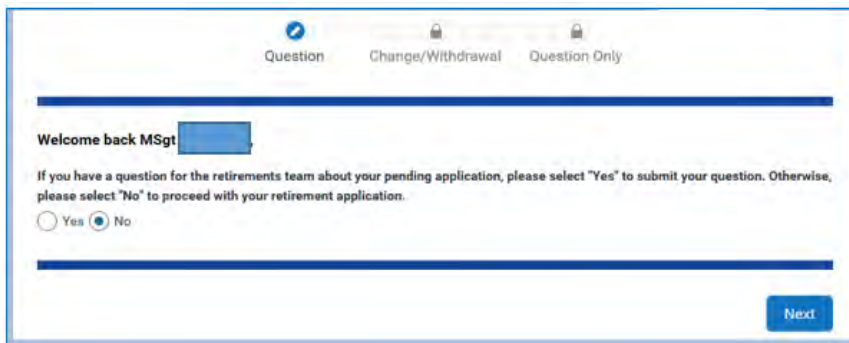 Question Change/Withdrawal Question Only
Welcome back MSgt ,
If you have a question for the retirements team about your pending application, please select "Yes" to submit your question. Otherwise,
please select "No" to proceed with your retirement application.
Yes No
Next